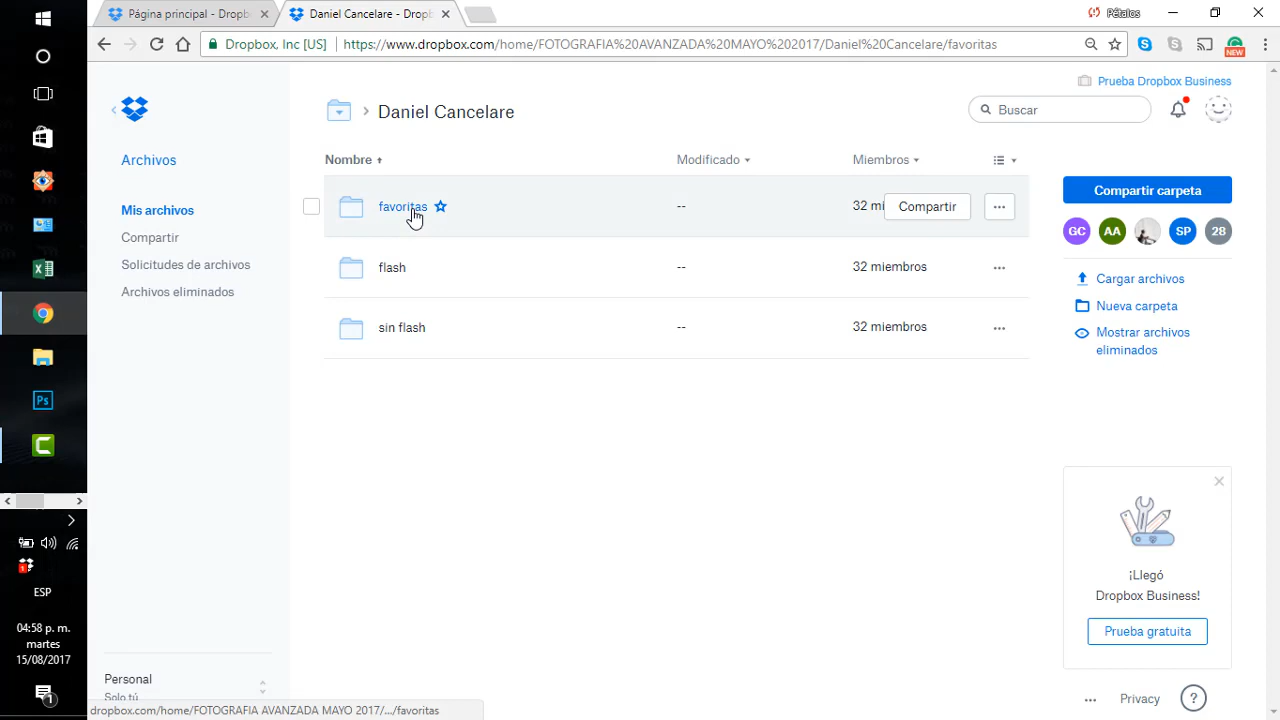 Página principal - Dropb
Daniel Cancelare - Dropb
Pétalos
Dropbox, Inc [US]
https://www.dropbox.com/home/FOTOGRAFIA%20AVANZADA%20MAYO%202017/Daniel%20Cancelare/favoritas
NEW
Prueba Dropbox Business
Daniel Cancelare
Buscar
Archivos
Mis archivos
Compartir
Solicitudes de archivos
Archivos eliminados
Nombre
Modificado
Miembros
favoritas
--
32 mi
Compartir
flash
--
32 miembros
sin flash
--
32 miembros
Compartir carpeta
GC
AA
SP
28
Cargar archivos
Nueva carpeta
Mostrar archivos
eliminados
¡Llegó
Dropbox Business!
Prueba gratuita
Personal
Solo tú
dropbox.com/home/FOTOGRAFIA AVANZADA MAYO 2017/.../favoritas
Privacy
?
Ps
1
ESP
04:58 p. m.
martes
15/08/2017
1